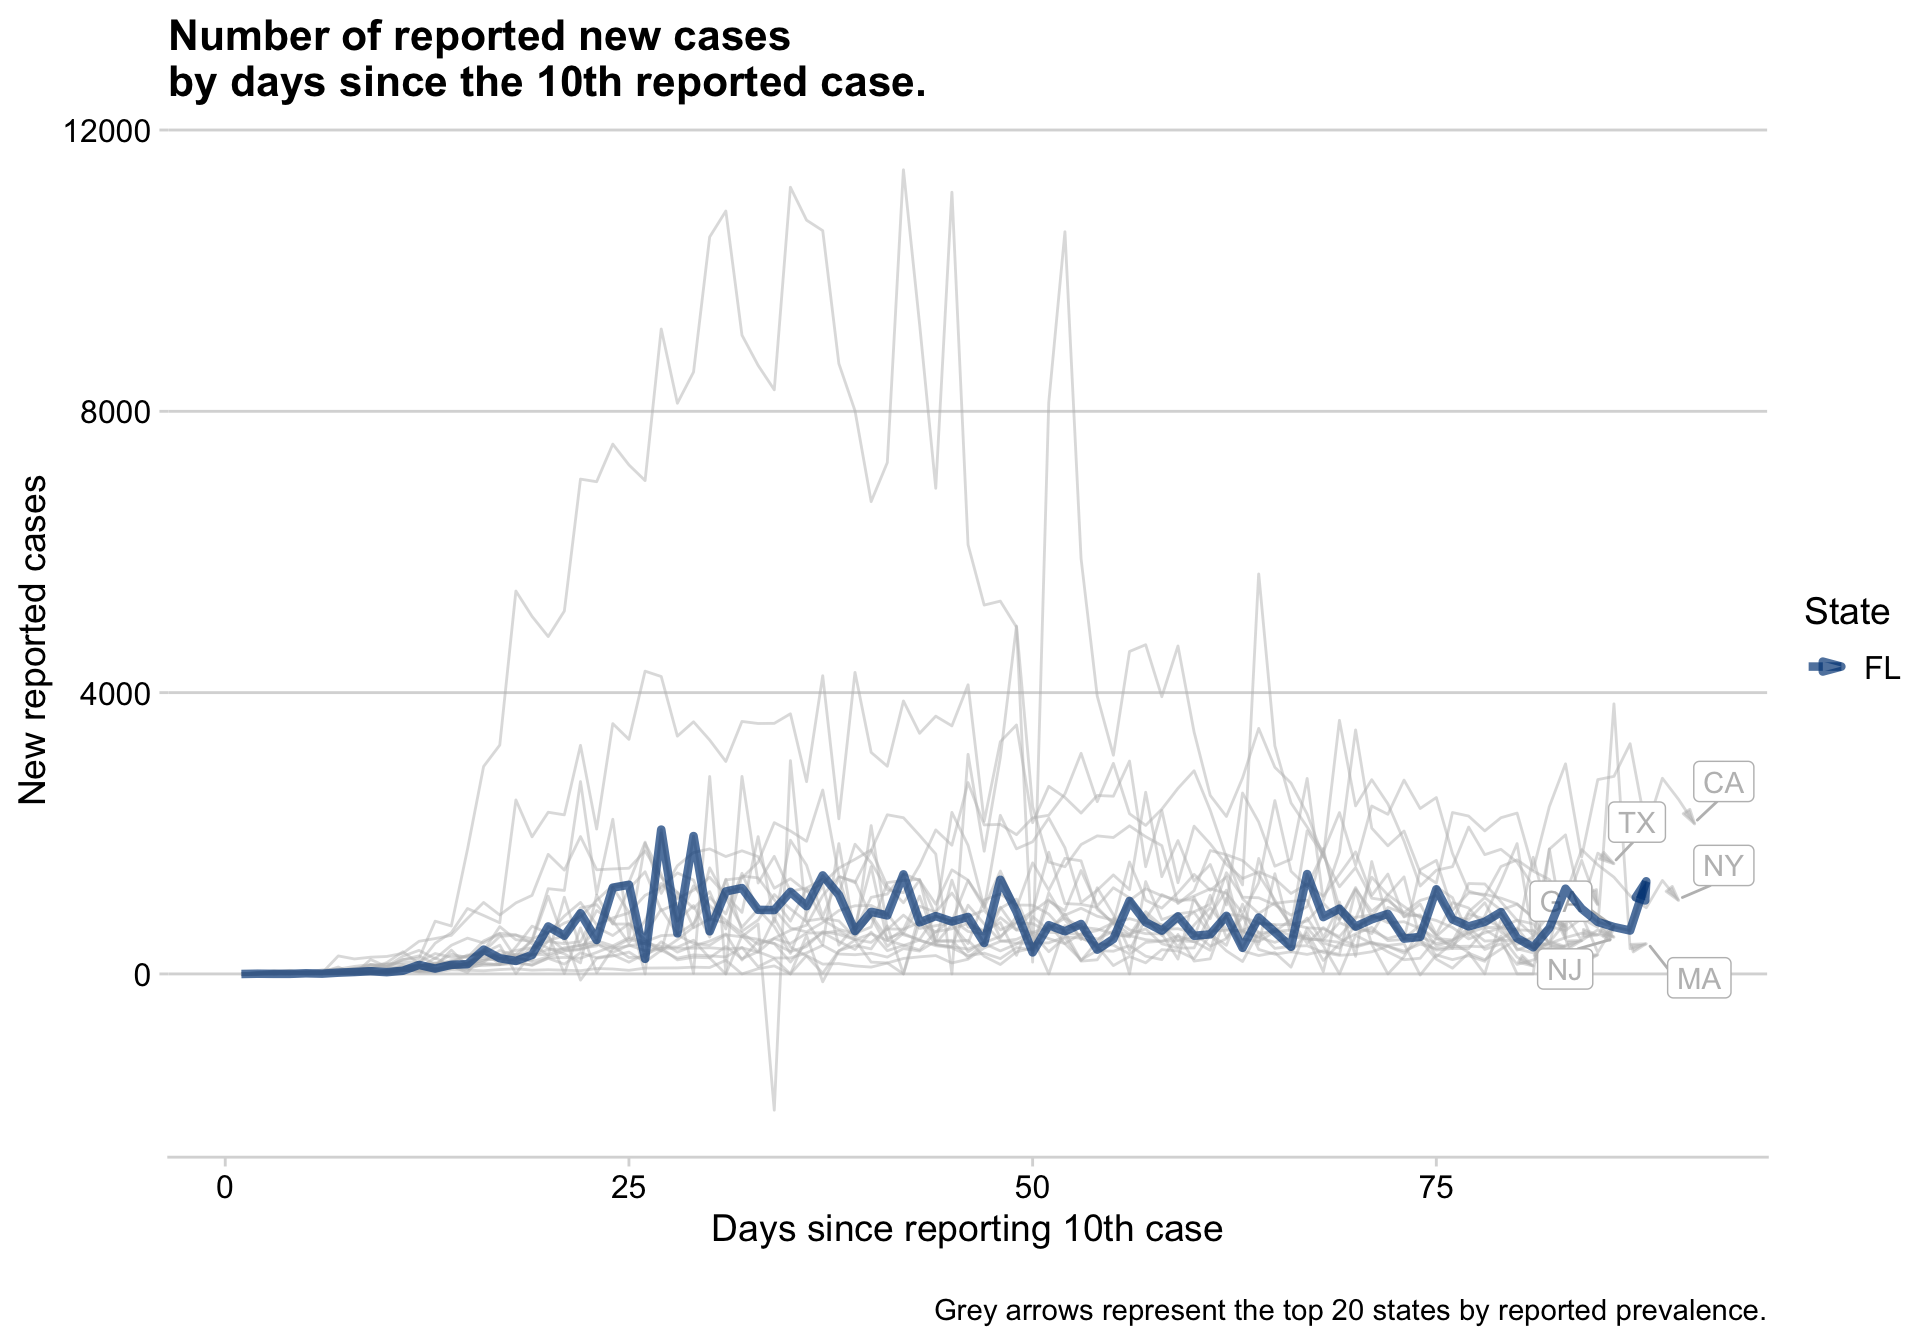 Number of reported new cases
by days since the 10th reported case.
12000
8000
4000
0
New reported cases
0
25
50
75
Days since reporting 10th case
CA
TX
NY
NJ
MA
State
FL
Grey arrows represent the top 20 states by reported prevalence.